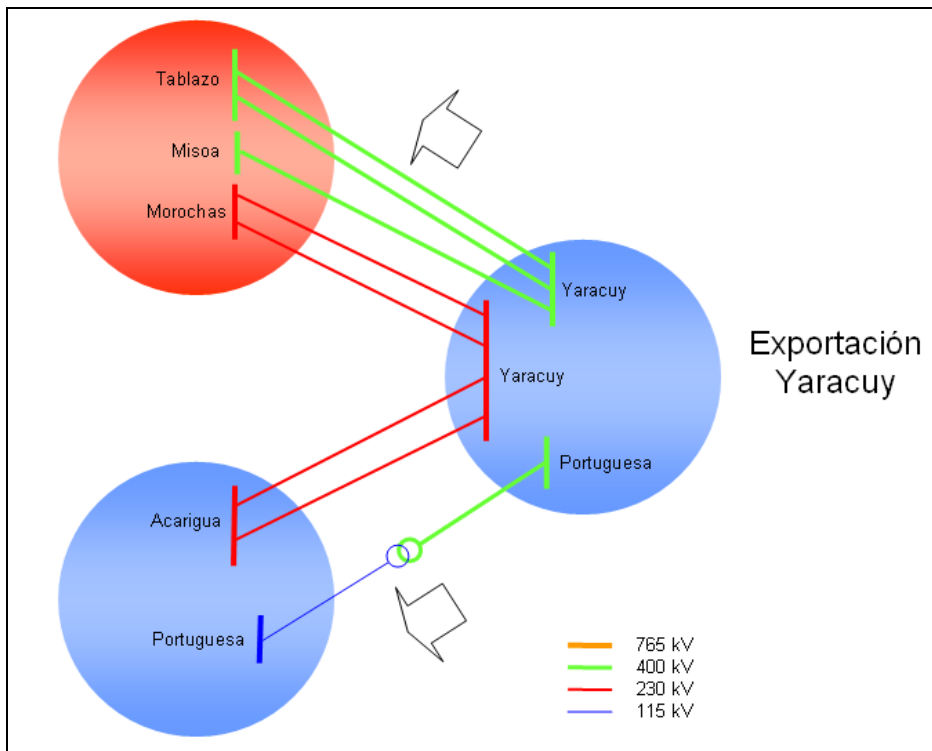 Tablazo
Misoa
Morochas
Yaracuy
Yaracuy
Exportación
Yaracuy
Portuguesa
Acarigua
Portuguesa
765 kV
400 kV
230 kV
115 kV